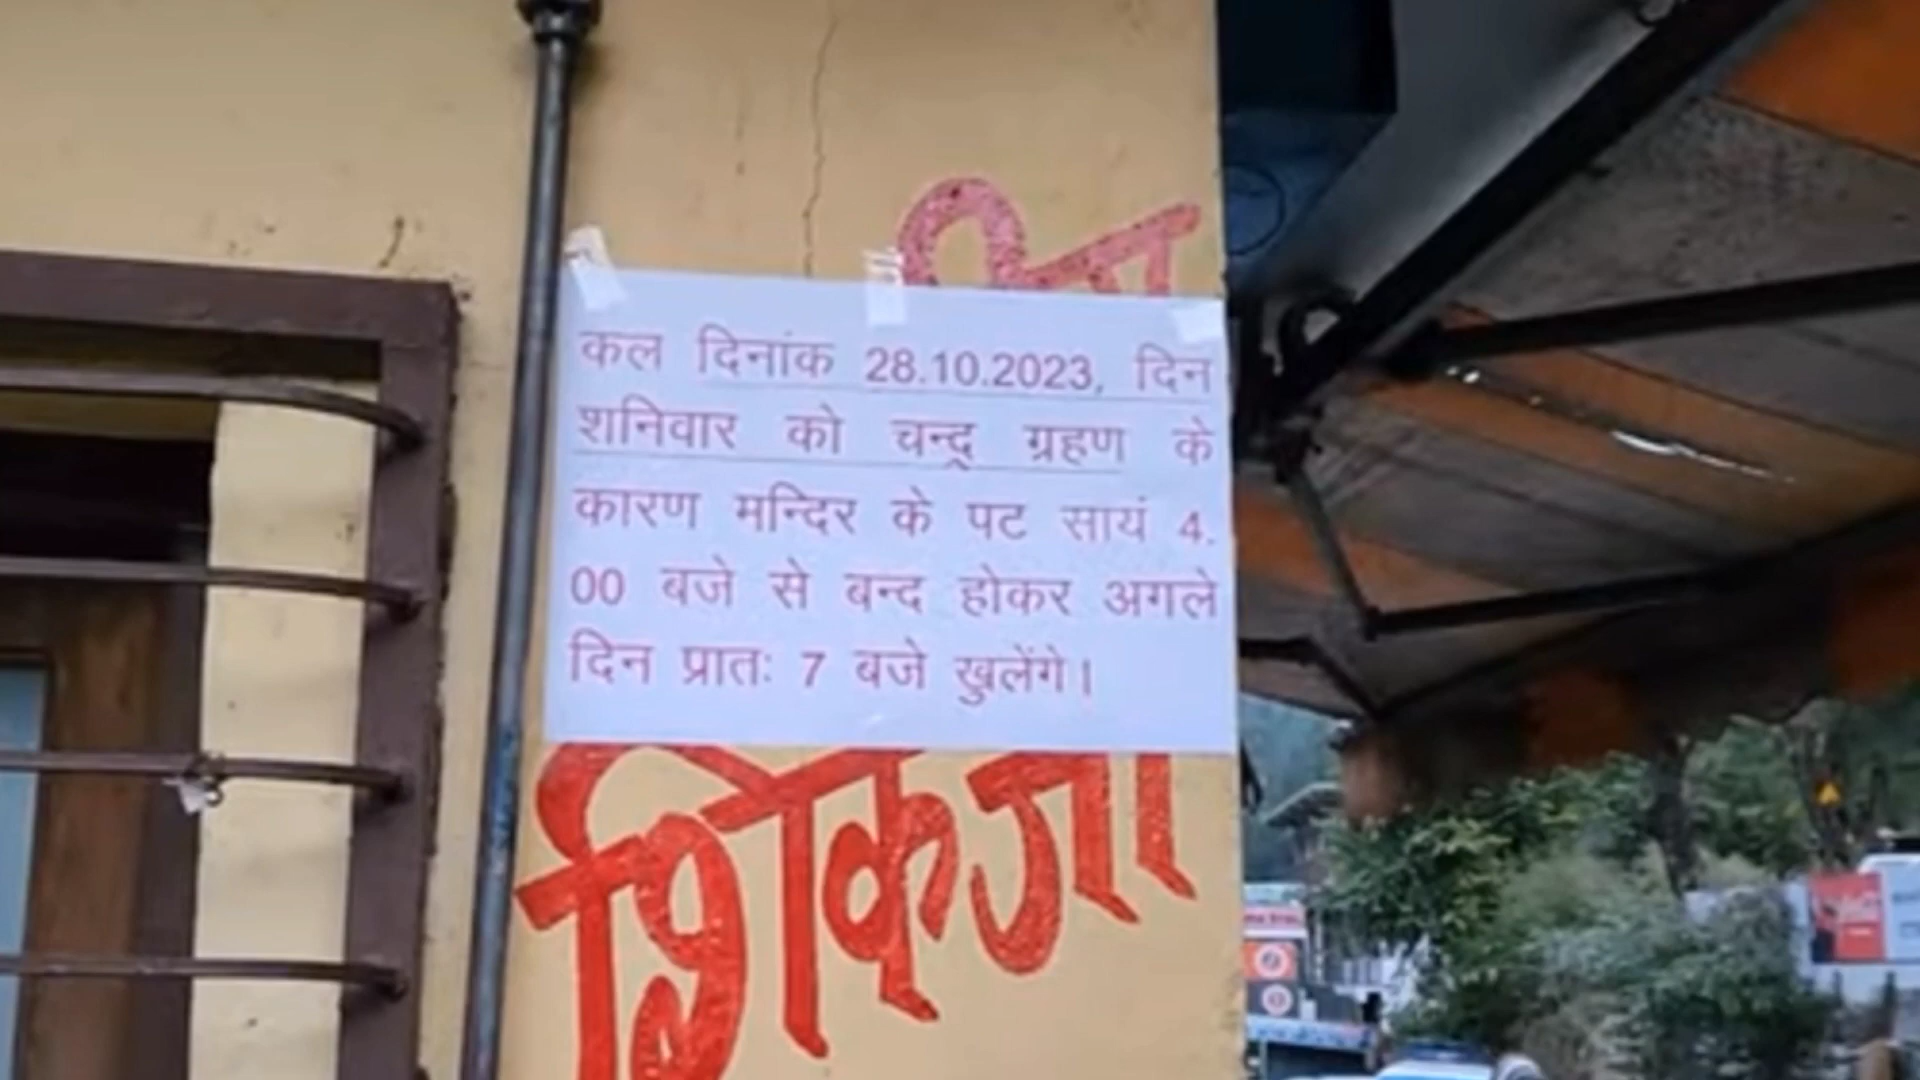 कल दिनांक 28.10.2023, दिन
शनिवार को चन्द्र ग्रहण के
कारण मन्दिर के पट सायं 4.
00 बजे से बन्द होकर अगले
दिन प्रातः 7 बजे खुलेंगे।